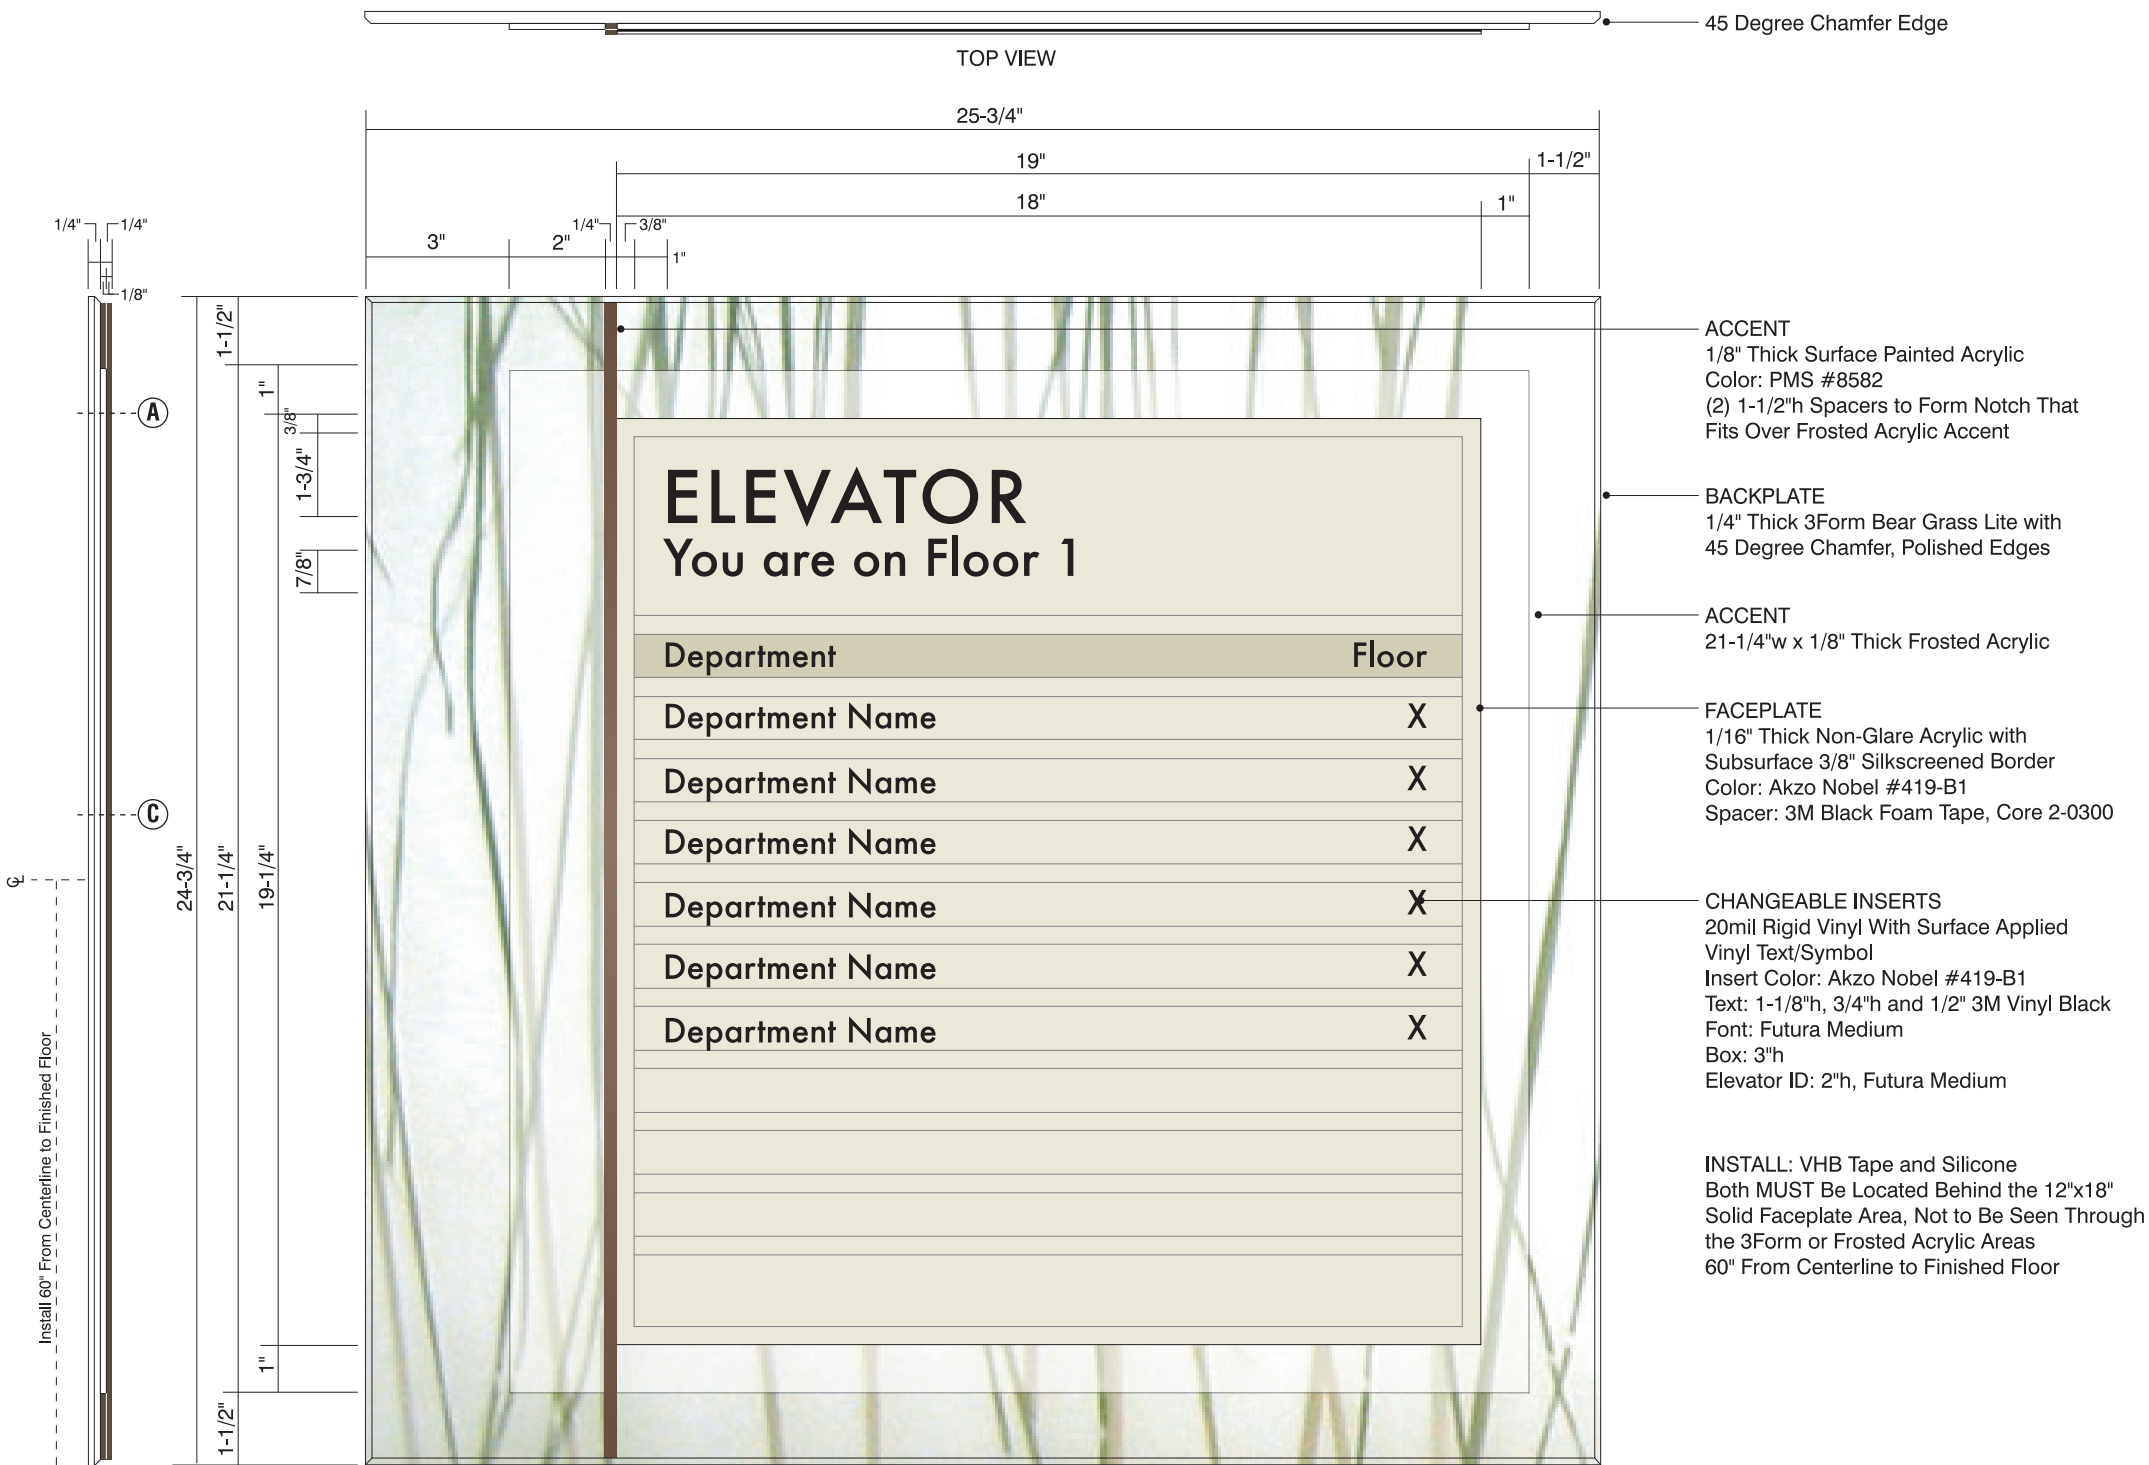 45 Degree Chamfer Edge
TOP VIEW
25-3/4"
19"
1-1/2"
18"
1"
1/4"
1/4"
1/8"
3"
2"
1/4"
3/8"
1"
1-1/2"
1"
3/8"
1-3/4"
7/8"
A
C
24-3/4"
21-1/4"
19-1/4"
CL
Install 60" From Centerline to Finished Floor
1"
1-1/2"
ELEVATOR
You are on Floor 1
Department Floor
Department Name X
Department Name X
Department Name X
Department Name X
Department Name X
Department Name X
ACCENT
1/8" Thick Surface Painted Acrylic
Color: PMS #8582
(2) 1-1/2"h Spacers to Form Notch That
Fits Over Frosted Acrylic Accent
BACKPLATE
1/4" Thick 3Form Bear Grass Lite with
45 Degree Chamfer, Polished Edges
ACCENT
21-1/4"w x 1/8" Thick Frosted Acrylic
FACEPLATE
1/16" Thick Non-Glare Acrylic with
Subsurface 3/8" Silkscreened Border
Color: Akzo Nobel #419-B1
Spacer: 3M Black Foam Tape, Core 2-0300
CHANGEABLE INSERTS
20mil Rigid Vinyl With Surface Applied
Vinyl Text/Symbol
Insert Color: Akzo Nobel #419-B1
Text: 1-1/8"h, 3/4"h and 1/2" 3M Vinyl Black
Font: Futura Medium
Box: 3"h
Elevator ID: 2"h, Futura Medium
INSTALL: VHB Tape and Silicone
Both MUST Be Located Behind the 12"x18"
Solid Faceplate Area, Not to Be Seen Through
the 3Form or Frosted Acrylic Areas
60" From Centerline to Finished Floor